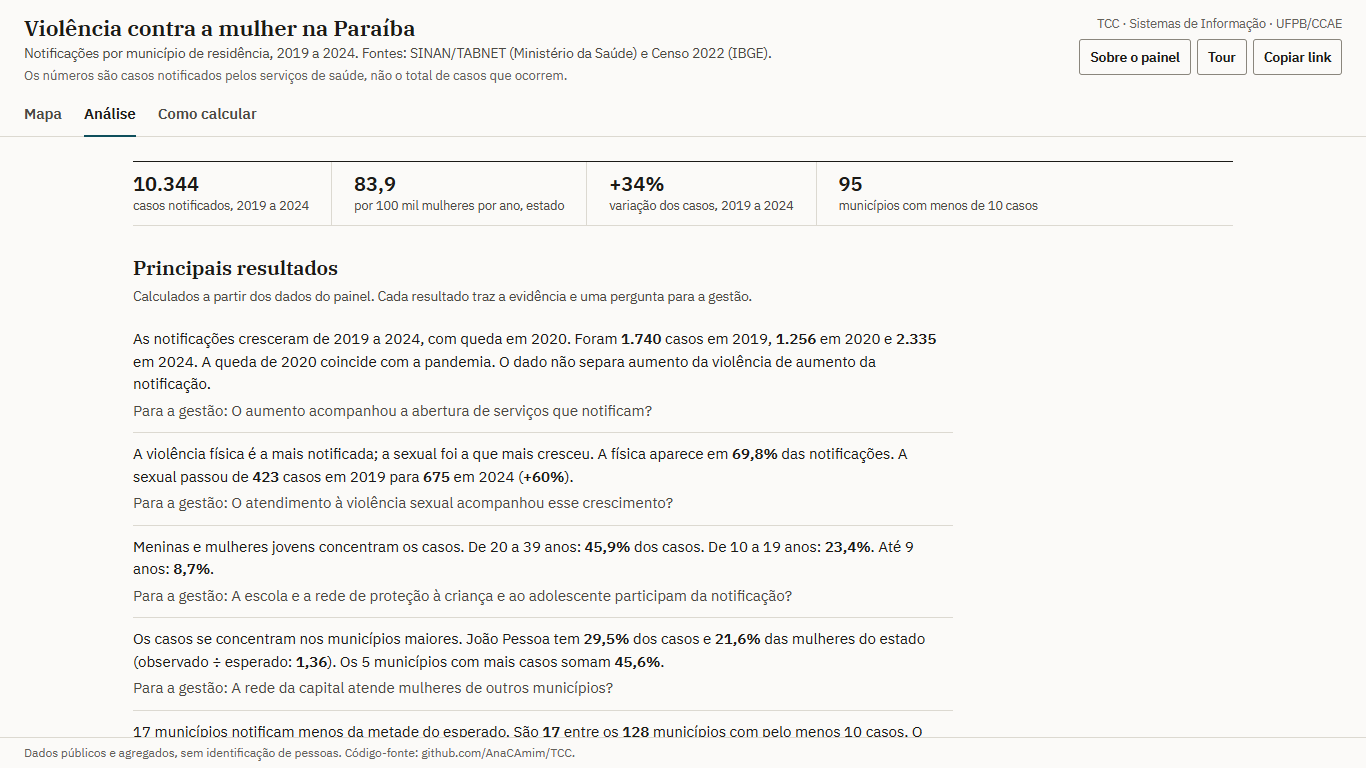 Violência contra a mulher na Paraíba
Notificações por município de residência, 2019 a 2024. Fontes: SINAN/TABNET (Ministério da Saúde) e Censo 2022 (IBGE).
Os números são casos notificados pelos serviços de saúde, não o total de casos que ocorrem.
TCC · Sistemas de Informação · UFPB/CCAE
Sobre o painel
Tour
Copiar link
Mapa
Análise
Como calcular
10.344
casos notificados, 2019 a 2024
83,9
por 100 mil mulheres por ano, estado
+34%
variação dos casos, 2019 a 2024
95
municípios com menos de 10 casos
Principais resultados
Calculados a partir dos dados do painel. Cada resultado traz a evidência e uma pergunta para a gestão.
As notificações cresceram de 2019 a 2024, com queda em 2020. Foram 1.740 casos em 2019, 1.256 em 2020 e 2.335
em 2024. A queda de 2020 coincide com a pandemia. O dado não separa aumento da violência de aumento da
notificação.
Para a gestão: O aumento acompanhou a abertura de serviços que notificam?
A violência física é a mais notificada; a sexual foi a que mais cresceu. A física aparece em 69,8% das notificações. A
sexual passou de 423 casos em 2019 para 675 em 2024 (+60%).
Para a gestão: O atendimento à violência sexual acompanhou esse crescimento?
Meninas e mulheres jovens concentram os casos. De 20 a 39 anos: 45,9% dos casos. De 10 a 19 anos: 23,4%. Até 9
anos: 8,7%.
Para a gestão: A escola e a rede de proteção à criança e ao adolescente participam da notificação?
Os casos se concentram nos municípios maiores. João Pessoa tem 29,5% dos casos e 21,6% das mulheres do estado
(observado ÷ esperado: 1,36). Os 5 municípios com mais casos somam 45,6%.
Para a gestão: A rede da capital atende mulheres de outros municípios?
17 municípios notificam menos da metade do esperado. São 17 entre os 128 municípios com pelo menos 10 casos. O
Dados públicos e agregados, sem identificação de pessoas. Código-fonte: github.com/AnaCAmim/TCC.